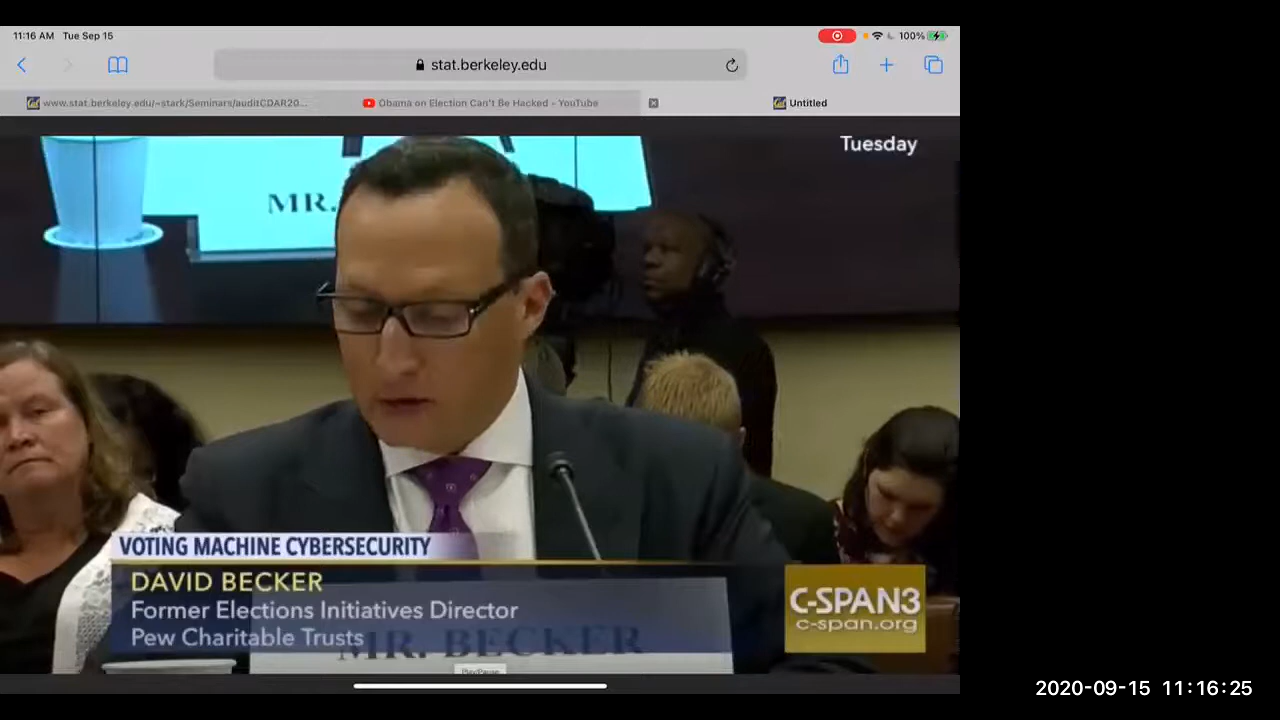 11:16 AM Tue Sep 15
100%
stat.berkeley.edu
www.stat.berkeley.edu/~stark/Seminars/auditCDAR20...
Obama on Election Can't Be Hacked - YouTube
Untitled
Tuesday
MR.
VOTING MACHINE CYBERSECURITY
DAVID BECKER
Former Elections Initiatives Director
Pew Charitable Trusts
MR. BECKER
C-SPAN3
c-span.org
Play/Pause
2020-09-15 11:16:25